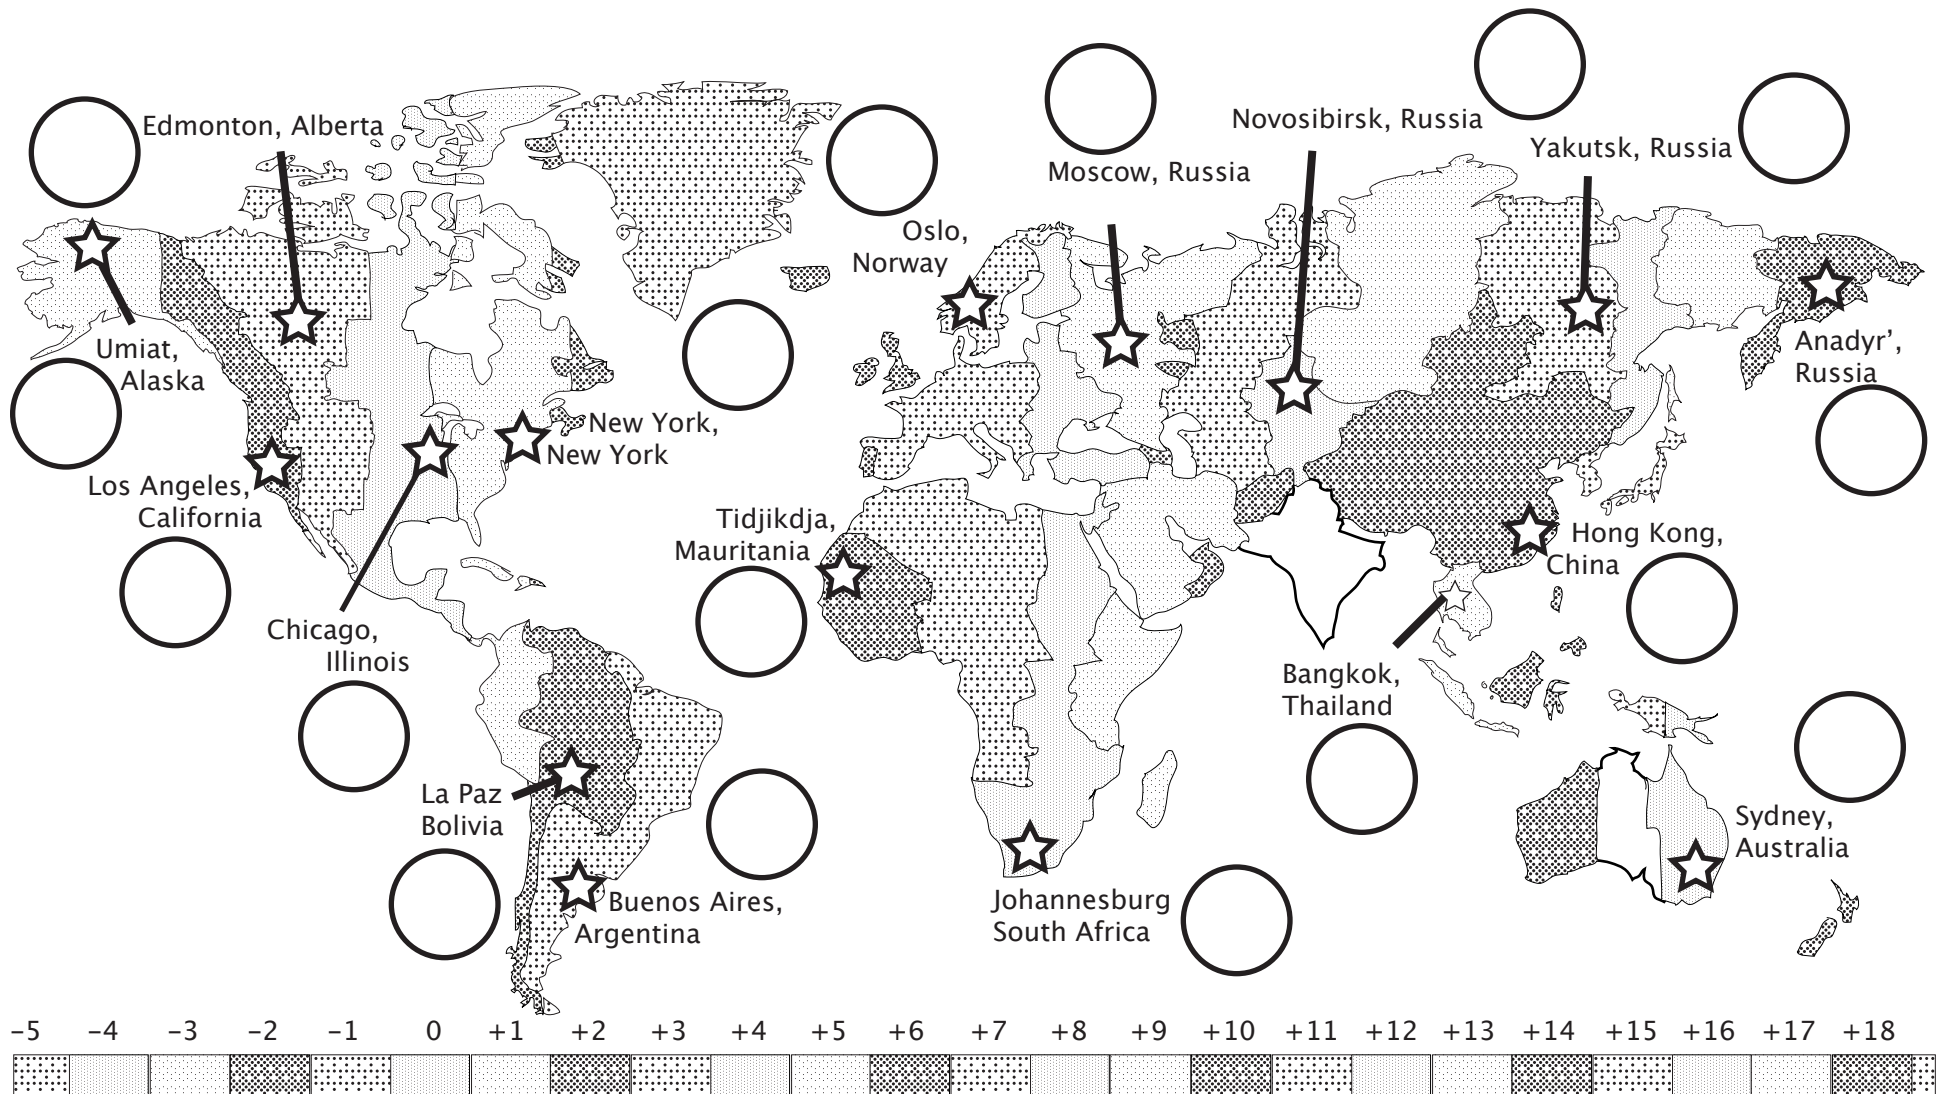 Edmonton, Alberta
Novosibirsk, Russia
Yakutsk, Russia
Moscow, Russia
Oslo,
Norway
Umiat,
Alaska
Anadyr’,
Russia
New York,
New York
Los Angeles,
California
Tidjikdja,
Mauritania
Hong Kong,
China
Chicago,
Illinois
Bangkok,
Thailand
La Paz
Bolivia
Sydney,
Australia
Buenos Aires,
Argentina
Johannesburg
South Africa
−5 −4 −3 −2 −1 0 +1 +2 +3 +4 +5 +6 +7 +8 +9 +10 +11 +12 +13 +14 +15 +16 +17 +18